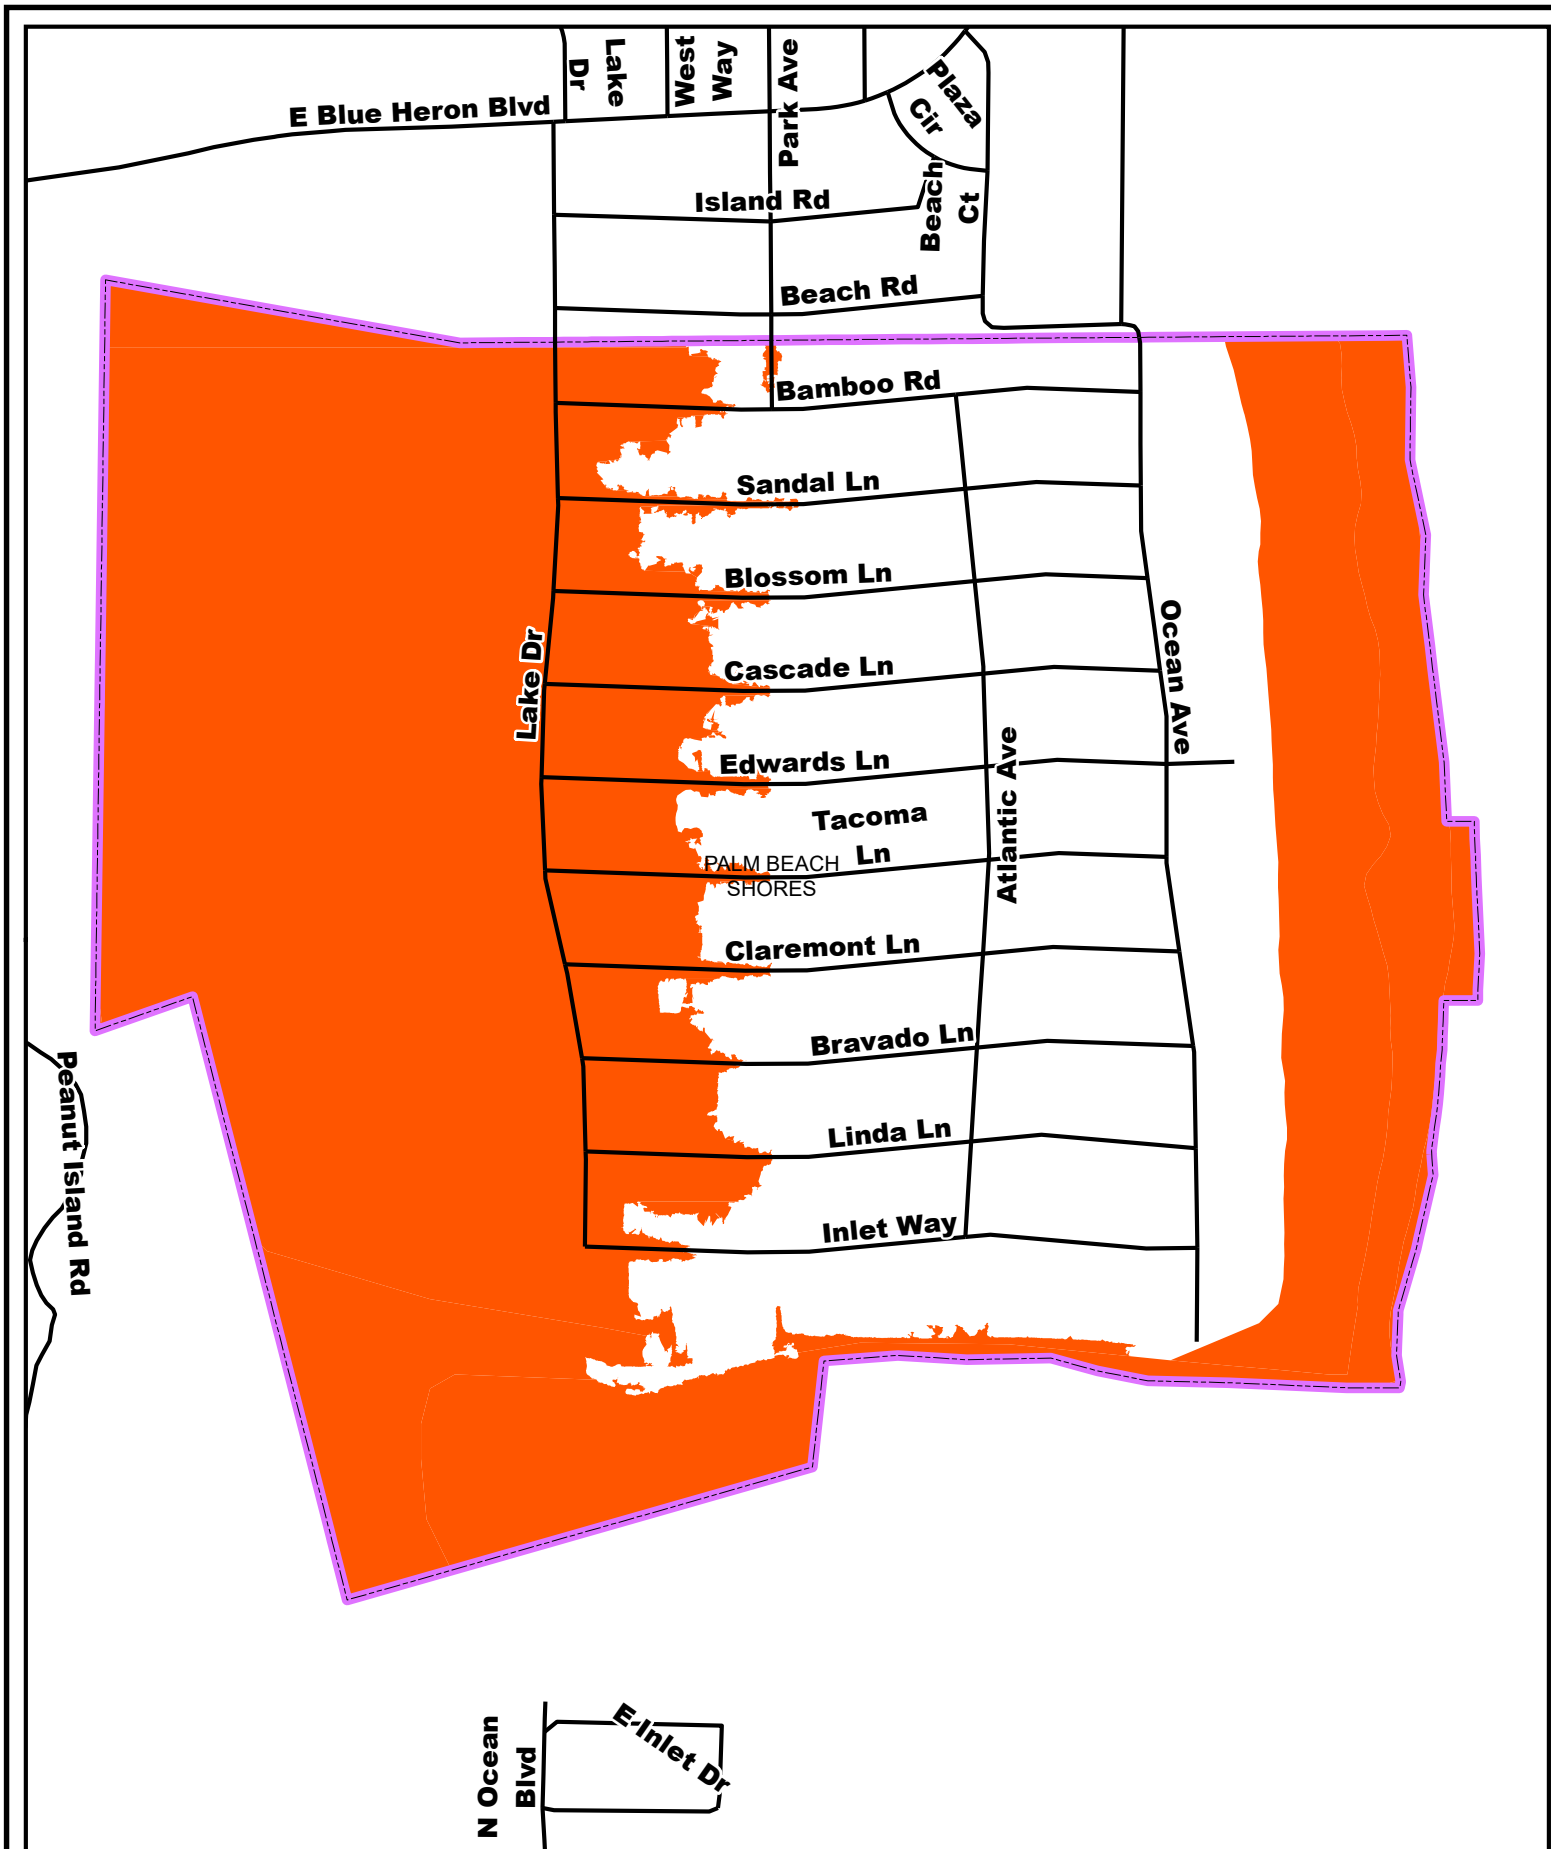 Lake
Dr
West
Way
Park Ave
Plaza
Cir
E Blue Heron Blvd
Island Rd
Beach
Ct
Beach Rd
Bamboo Rd
Sandal Ln
Blossom Ln
Ocean Ave
Lake Dr
Cascade Ln
Edwards Ln
Atlantic Ave
Tacoma
Ln
PALM BEACH
SHORES
Claremont Ln
Bravado Ln
Peanut Island Rd
Linda Ln
Inlet Way
E Inlet Dr
N Ocean
Blvd